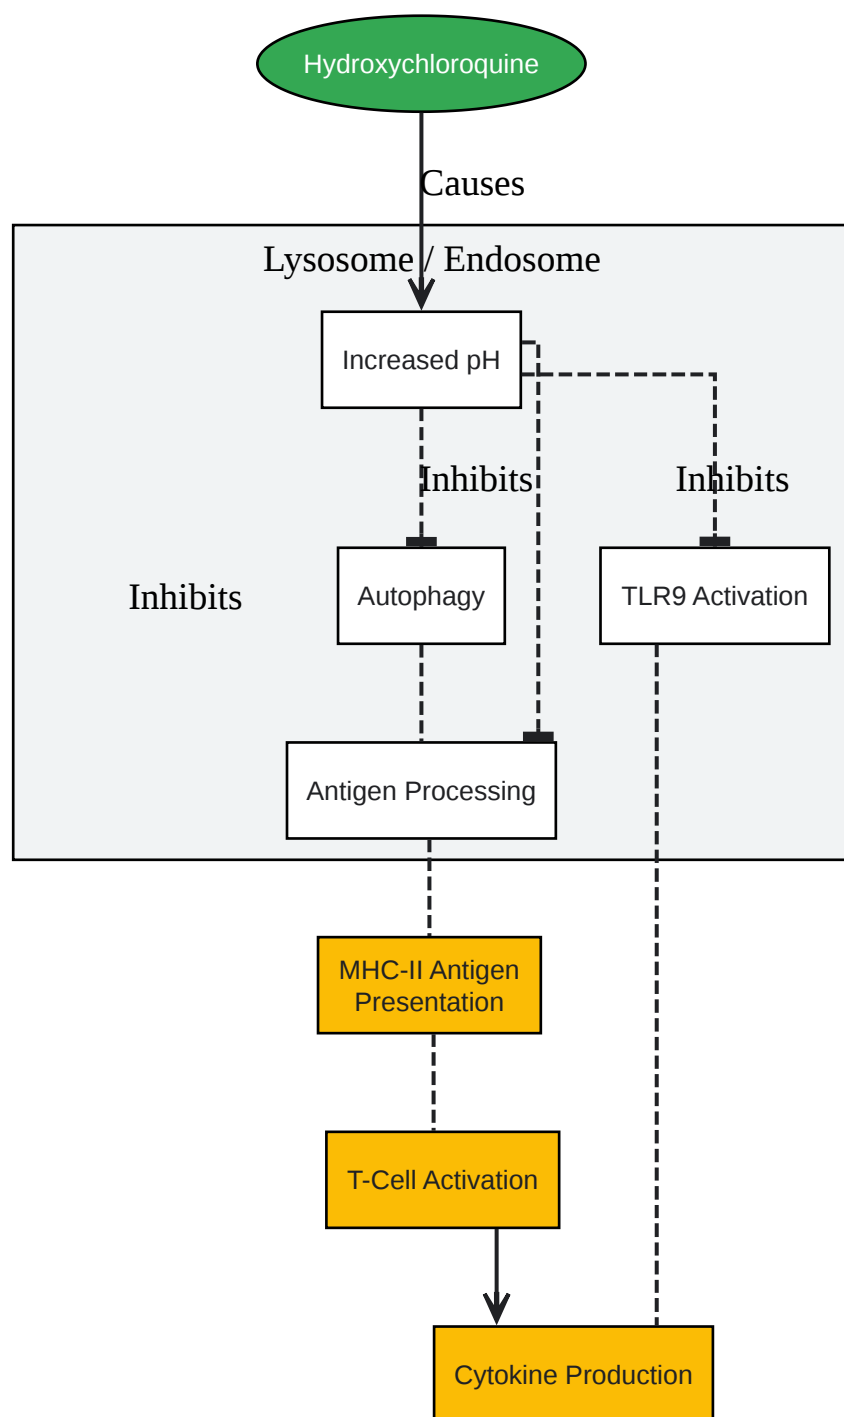 Hydroxychloroquine
Causes
Lysosome / Endosome
Increased pH
Inhibits
Inhibits
Inhibits
Autophagy
TLR9 Activation
Antigen Processing
MHC-II Antigen
Presentation
T-Cell Activation
Cytokine Production